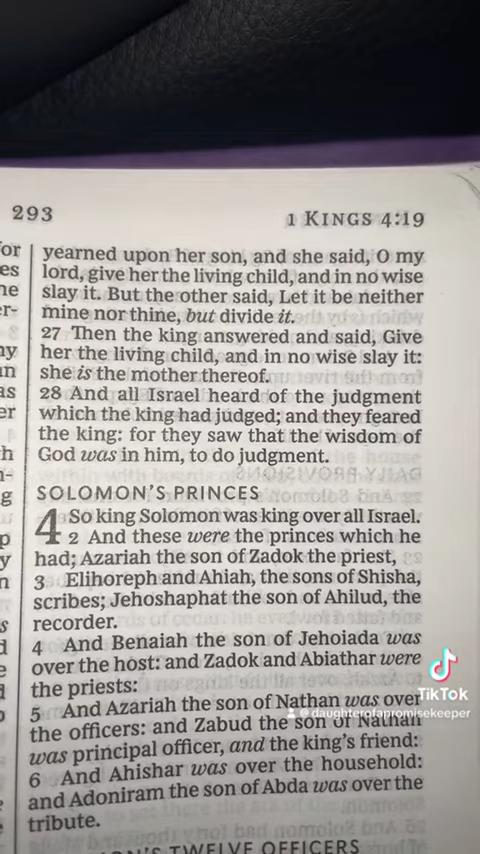 293
1 KINGS 4:19
yearned upon her son, and she said, O my
lord, give her the living child, and in no wise
slay it. But the other said, Let it be neither
mine nor thine, but divide it.
27 Then the king answered and said, Give
her the living child, and in no wise slay it:
she is the mother thereof.
28 And all Israel heard of the judgment
which the king had judged; and they feared
the king: for they saw that the wisdom of
God was in him, to do judgment.
SOLOMON'S PRINCES
4 So king Solomon was king over all Israel.
2 And these were the princes which he
had; Azariah the son of Zadok the priest,
3 Elihoreph and Ahiah, the sons of Shisha,
scribes; Jehoshaphat the son of Ahilud, the
recorder.
4 And Benaiah the son of Jehoiada was
over the host: and Zadok and Abiathar were
the priests:
5 And Azariah the son of Nathan was over
the officers: and Zabud the son of Nathan
was principal officer, and the king's friend:
6 And Ahishar was over the household:
and Adoniram the son of Abda was over the
tribute.
TWELVE OFFICERS
TikTok
@daughterofapromisekeeper